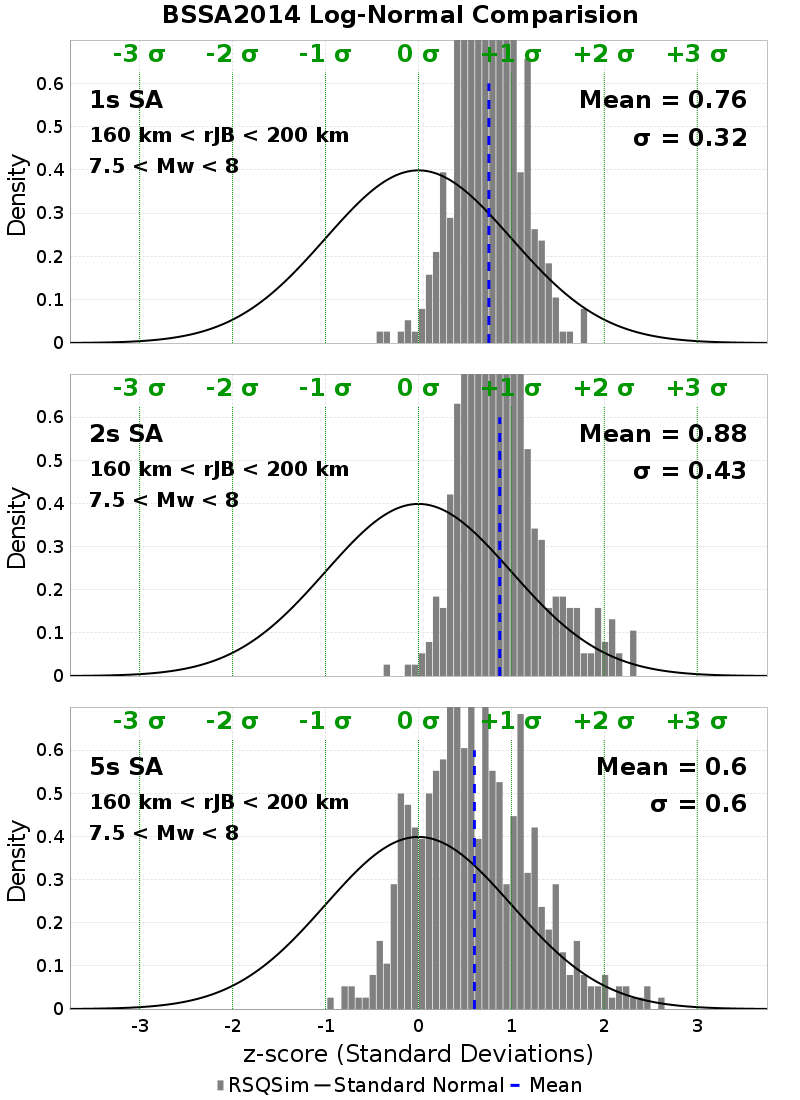 BSSA2014 Log-Normal Comparision
-3 σ -2 σ -1 σ 0 σ +1 σ +2 σ +3 σ
1s SA
Mean = 0.76
160 km < rJB < 200 km
σ = 0.32
7.5 < Mw < 8
Density
0.6
0.5
0.4
0.3
0.2
0.1
0
-3 σ -2 σ -1 σ 0 σ +1 σ +2 σ +3 σ
2s SA
Mean = 0.88
160 km < rJB < 200 km
σ = 0.43
7.5 < Mw < 8
Density
0.6
0.5
0.4
0.3
0.2
0.1
0
-3 σ -2 σ -1 σ 0 σ +1 σ +2 σ +3 σ
5s SA
Mean = 0.6
160 km < rJB < 200 km
σ = 0.6
7.5 < Mw < 8
Density
0.6
0.5
0.4
0.3
0.2
0.1
0
-3 -2 -1 0 1 2 3
z-score (Standard Deviations)
RSQSim Standard Normal Mean